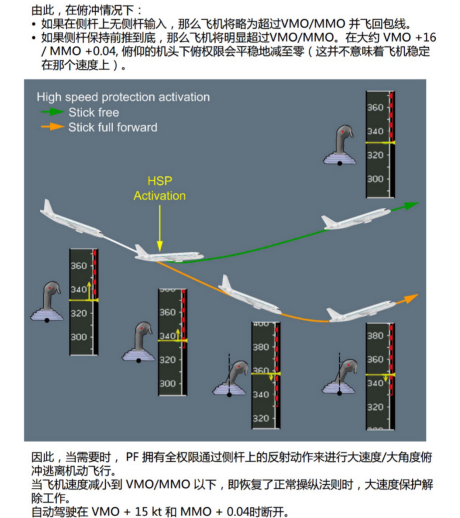 由此，在俯冲情况下：
• 如果在侧杆上无侧杆输入，那么飞机将略为超过VMO/MMO 并飞回包线。
• 如果侧杆保持前推到底，那么飞机将明显超过VMO/MMO。在大约 VMO +16
/ MMO +0.04, 俯仰的机头下俯权限会平稳地减至零（这并不意味着飞机稳定
在那个速度上）。
High speed protection activation
Stick free
Stick full forward
HSP
Activation
360
340
320
300
360
340
320
300
360
340
320
300
400
380
360
340
320
380
360
340
320
因此，当需要时， PF 拥有全权限通过侧杆上的反射动作来进行大速度/大角度俯
冲逃离机动飞行。
当飞机速度减小到 VMO/MMO 以下，即恢复了正常操纵法则时，大速度保护解
除工作。
自动驾驶在 VMO + 15 kt 和 MMO + 0.04时断开。